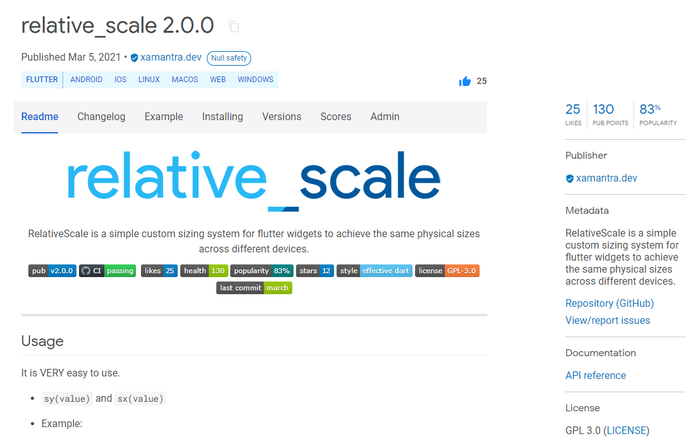 relative_scale 2.0.0
Published Mar 5, 2021 • xamantra.dev Null safety
FLUTTER ANDROID IOS LINUX MACOS WEB WINDOWS
25
Readme Changelog Example Installing Versions Scores Admin
relative_scale
RelativeScale is a simple custom sizing system for flutter widgets to achieve the same physical sizes
across different devices.
pub v2.0.0 CI passing likes 25 health 130 popularity 83% stars 12 style effective dart license GPL-3.0
last commit march
Usage
It is VERY easy to use.
• sy(value) and sx(value)
• Example:
25 130 83%
LIKES PUB POINTS POPULARITY
Publisher
xamantra.dev
Metadata
RelativeScale is a simple
custom sizing system for
flutter widgets to achieve
the same physical sizes
across different devices.
Repository (GitHub)
View/report issues
Documentation
API reference
License
GPL 3.0 (LICENSE)